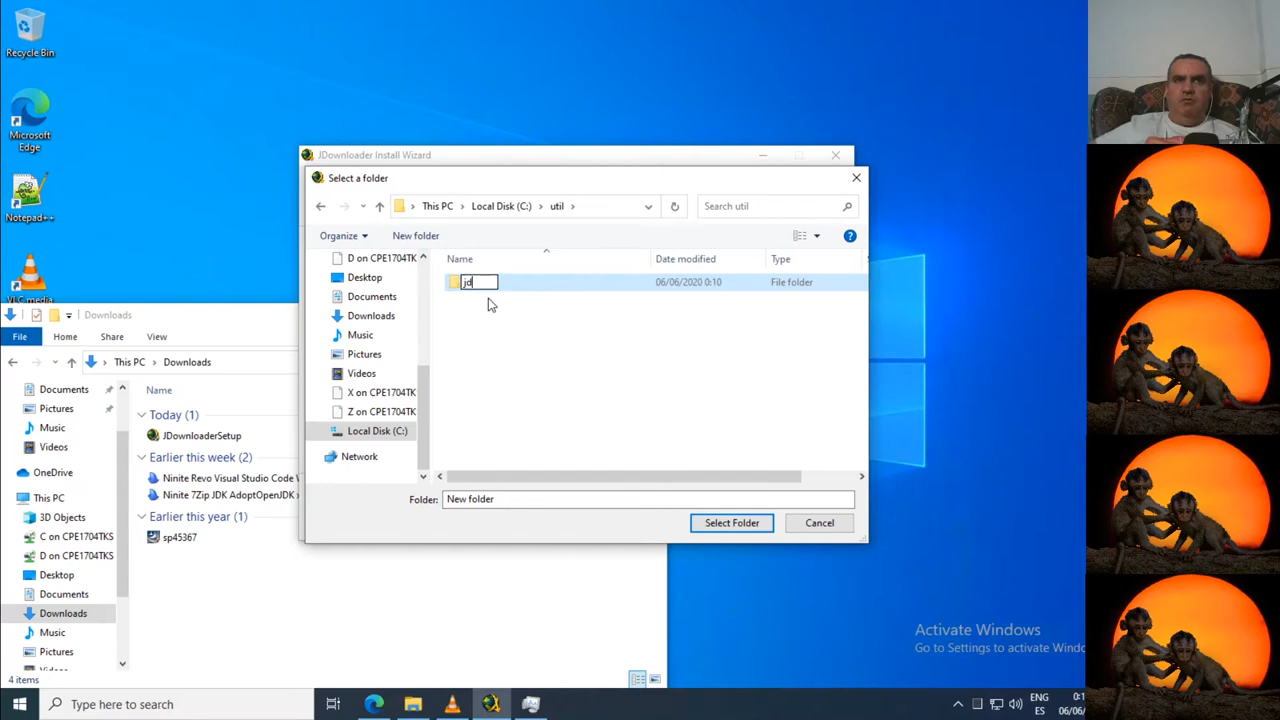 Recycle Bin
Microsoft
Edge
Notepad++
VLC media
JDownloader Install Wizard
Select a folder
This PC
Local Disk (C:)
util
Search util
Organize
New folder
D on CPE1704TK
Desktop
Documents
Downloads
Music
Pictures
Videos
X on CPE1704TK
Z on CPE1704TK
Local Disk (C:)
Network
Name
Date modified
Type
jd
06/06/2020 0:10
File folder
Folder:
New folder
Select Folder
Cancel
Downloads
File
Home
Share
View
This PC
Downloads
Documents
Pictures
Music
Videos
OneDrive
This PC
3D Objects
C on CPE1704TKS
D on CPE1704TKS
Desktop
Documents
Downloads
Music
Pictures
Name
Today (1)
JDownloaderSetup
Earlier this week (2)
Ninite Revo Visual Studio Code
Ninite 7Zip JDK AdoptOpenJDK x
Earlier this year (1)
sp45367
4 items
Activate Windows
Go to Settings to activate Windo
Type here to search
ENG
ES
0:1
06/06/